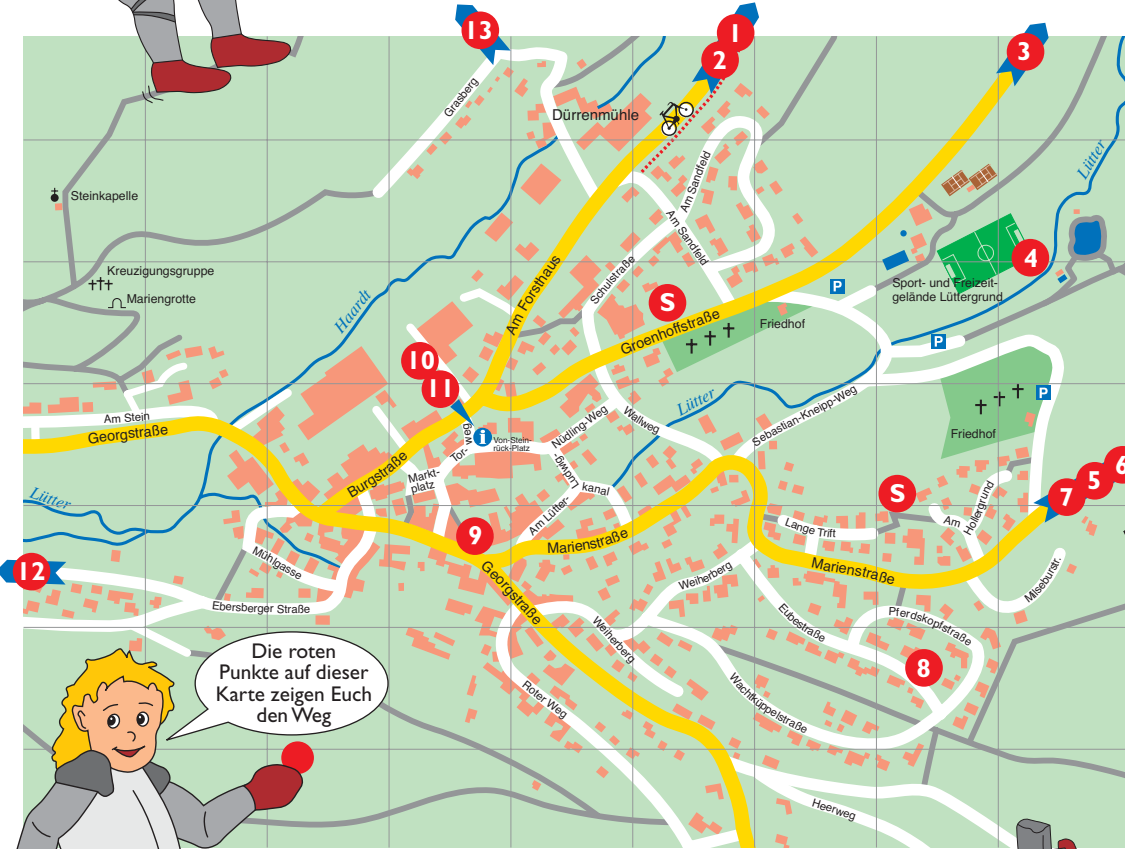 13
1
2
3
Grasberg
Dürrenmühle
Lütter
Steinkapelle
Am Sandfeld
Am Sandfeld
Kreuzigungsgruppe
Mariengrotte
Haardt
Am Forsthaus
Schulstraße
S
4
Sport- und Freizeit-
gelände Lüttergrund
P
Groenhoffstraße
Friedhof
P
10
11
Lütter
Sebastian-Kneipp-Weg
P
Friedhof
Am Stein
Georgstraße
i
Von-Stein-
rück-Platz
Nüdling-Weg
Ludwig-
Wallweg
Tor-
weg
Markt-
platz
Burgstraße
kanal
Am Lütter-
Lütter
S
7
5
6
Am
Hollergrund
Lange Trift
9
Marienstraße
Marienstraße
12
Mühlgasse
Ebersberger Straße
Georgstraße
Weiherberg
Miseburstr.
Weiherberg
Eubestraße
Pferdskopfstraße
8
Wachtküppelstraße
Roter Weg
Heerweg
Die roten
Punkte auf dieser
Karte zeigen Euch
den Weg